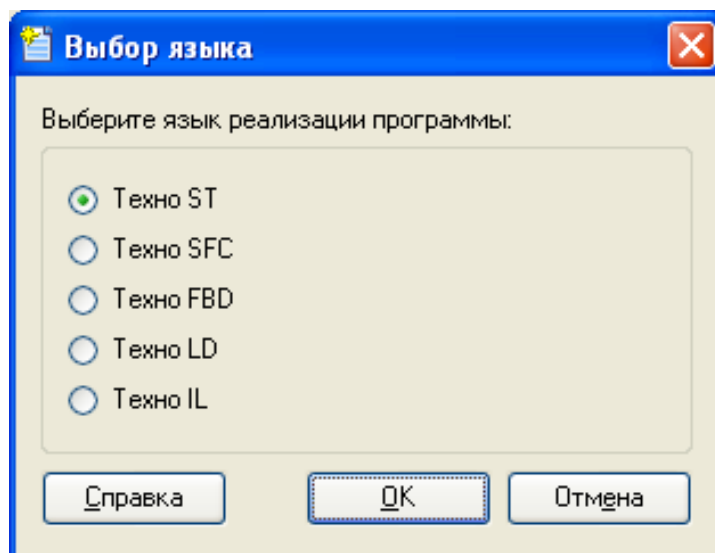 Выбор языка
Выберите язык реализации программы:
Техно ST
Техно SFC
Техно FBD
Техно LD
Техно IL
Справка OK Отмена